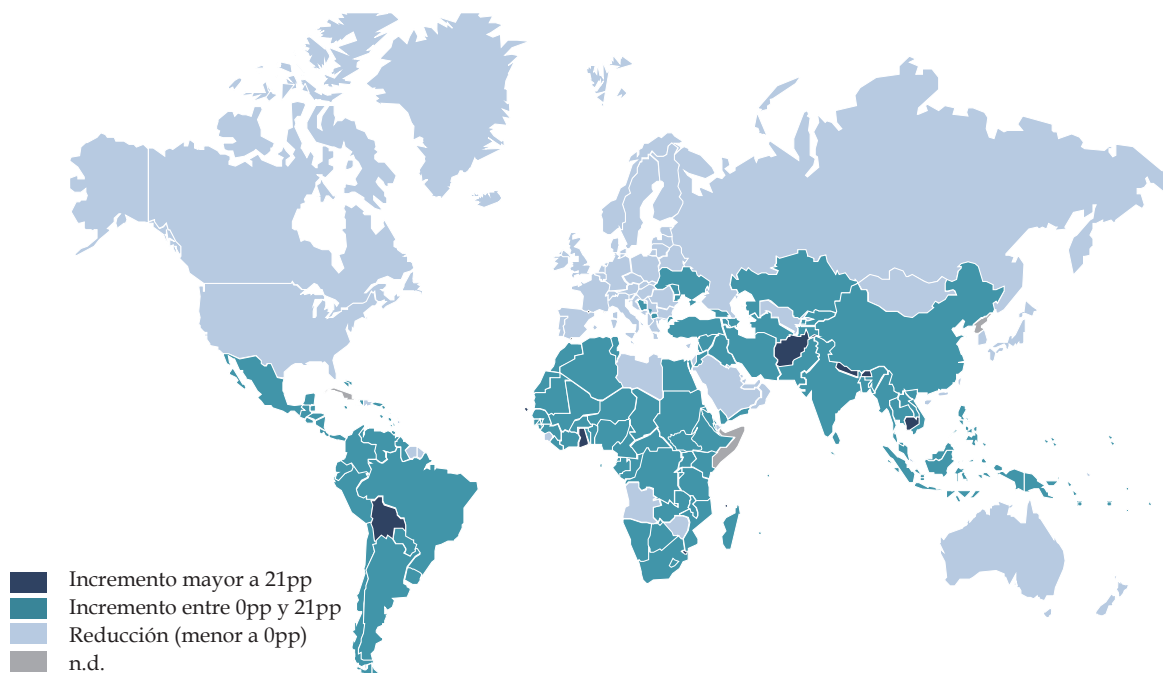 Incremento mayor a 21pp
Incremento entre 0pp y 21pp
Reducción (menor a 0pp)
n.d.